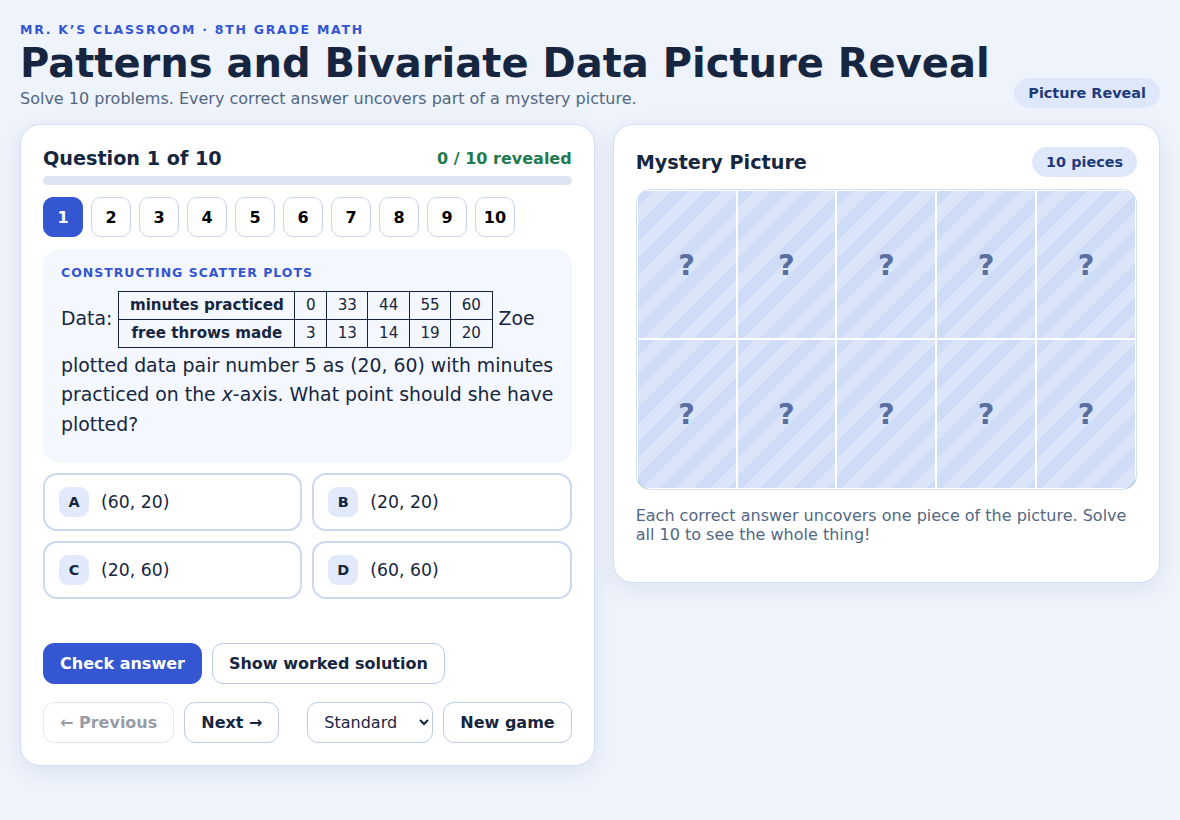 MR. K’S CLASSROOM · 8TH GRADE MATH
Patterns and Bivariate Data Picture Reveal
Solve 10 problems. Every correct answer uncovers part of a mystery picture.
Picture Reveal
Question 1 of 10
0 / 10 revealed
1 2 3 4 5 6 7 8 9 10
CONSTRUCTING SCATTER PLOTS
minutes practiced 0 33 44 55 60
Data: Zoe
free throws made 3 13 14 19 20
plotted data pair number 5 as (20, 60) with minutes
practiced on the x-axis. What point should she have
plotted?
A (60, 20)
B (20, 20)
C (20, 60)
D (60, 60)
Check answer
Show worked solution
← Previous
Next →
Standard
New game
Mystery Picture
10 pieces
? ? ? ? ?
? ? ? ? ?
Each correct answer uncovers one piece of the picture. Solve
all 10 to see the whole thing!